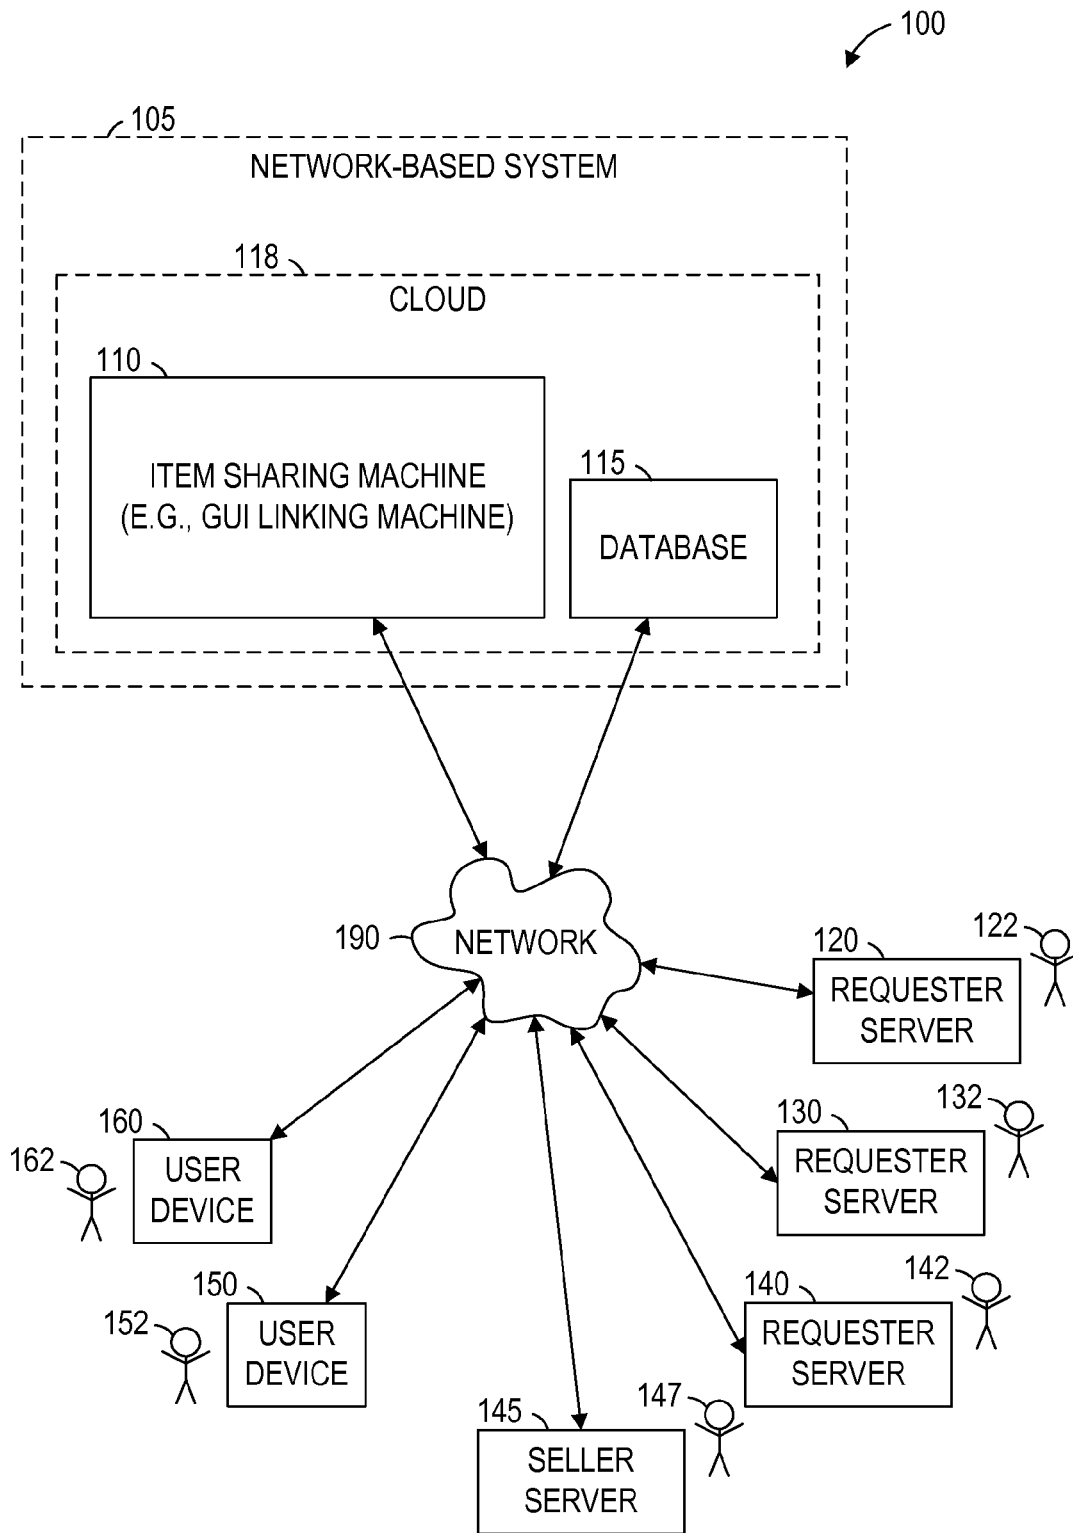 100
105
NETWORK-BASED SYSTEM
118
CLOUD
110
ITEM SHARING MACHINE
(E.G., GUI LINKING MACHINE)
115
DATABASE
190
NETWORK
120
122
REQUESTER
SERVER
130
132
REQUESTER
SERVER
160
162
USER
DEVICE
140
142
REQUESTER
SERVER
150
152
USER
DEVICE
145
147
SELLER
SERVER